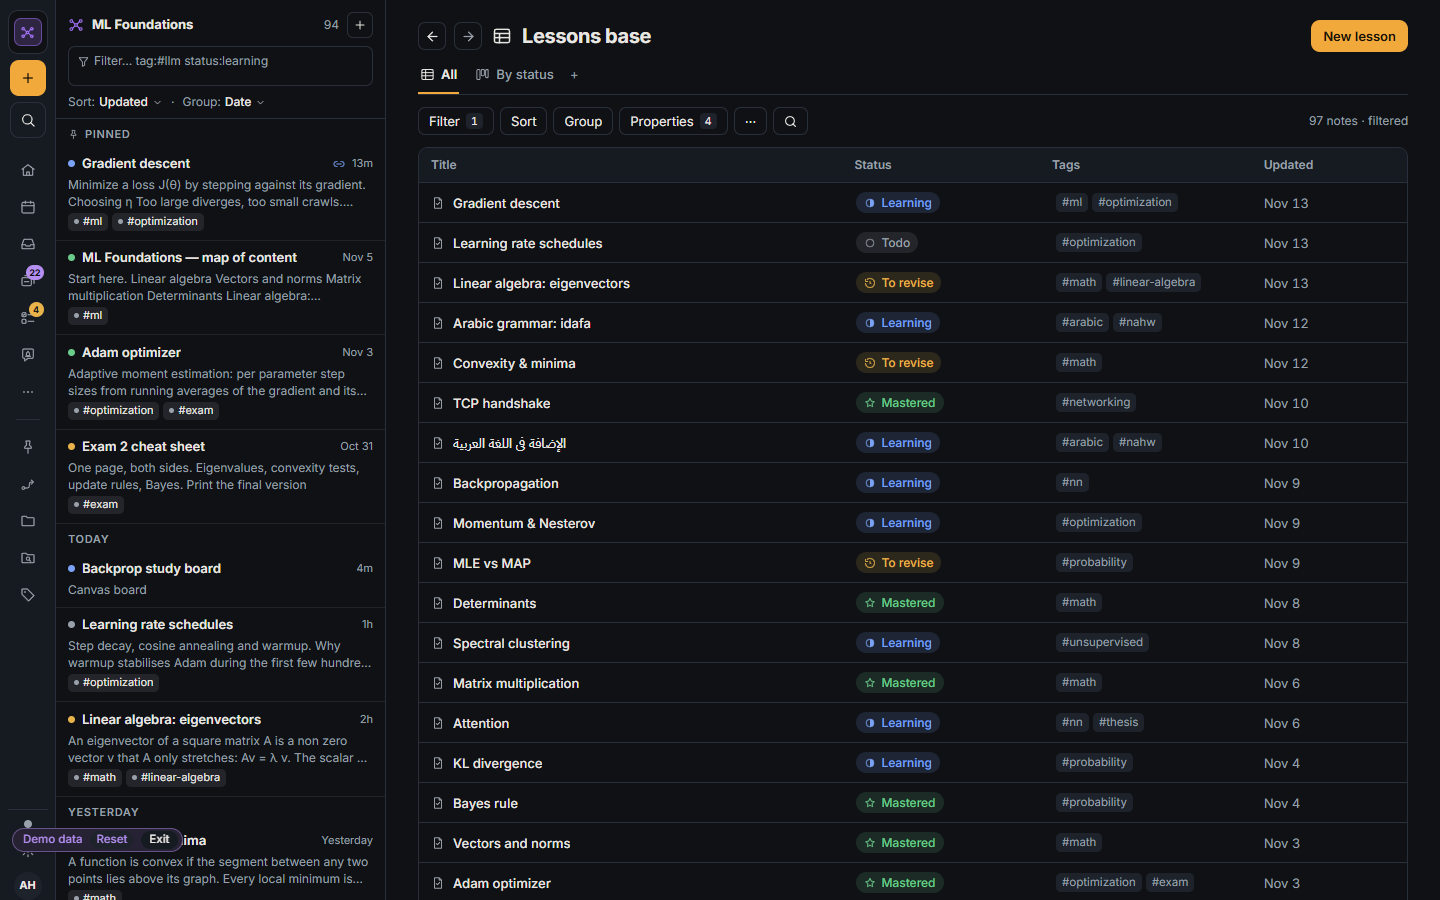 ML Foundations 94 +
Filter... tag:#llm status:learning
Sort: Updated · Group: Date
PINNED
Gradient descent 13m
Minimize a loss J(θ) by stepping against its gradient.
Choosing η Too large diverges, too small crawls....
#ml #optimization
ML Foundations — map of content Nov 5
Start here. Linear algebra Vectors and norms Matrix
multiplication Determinants Linear algebra:...
#ml
Adam optimizer Nov 3
Adaptive moment estimation: per parameter step
sizes from running averages of the gradient and its...
#optimization #exam
Exam 2 cheat sheet Oct 31
One page, both sides. Eigenvalues, convexity tests,
update rules, Bayes. Print the final version
#exam
TODAY
Backprop study board 4m
Canvas board
Learning rate schedules 1h
Step decay, cosine annealing and warmup. Why
warmup stabilises Adam during the first few hundre...
#optimization
Linear algebra: eigenvectors 2h
An eigenvector of a square matrix A is a non zero
vector v that A only stretches: Av = λ v. The scalar ...
#math #linear-algebra
YESTERDAY
ima Yesterday
A function is convex if the segment between any two
points lies above its graph. Every local minimum is...
#math
22
4
Demo data Reset Exit
AH
Lessons base
New lesson
All By status +
Filter 1 Sort Group Properties 4 ...
97 notes · filtered
Title Status Tags Updated
Gradient descent Learning #ml #optimization Nov 13
Learning rate schedules Todo #optimization Nov 13
Linear algebra: eigenvectors To revise #math #linear-algebra Nov 13
Arabic grammar: idafa Learning #arabic #nahw Nov 12
Convexity & minima To revise #math Nov 12
TCP handshake Mastered #networking Nov 10
الإضافة في اللغة العربية Learning #arabic #nahw Nov 10
Backpropagation Learning #nn Nov 9
Momentum & Nesterov Learning #optimization Nov 9
MLE vs MAP To revise #probability Nov 9
Determinants Mastered #math Nov 8
Spectral clustering Learning #unsupervised Nov 8
Matrix multiplication Mastered #math Nov 6
Attention Learning #nn #thesis Nov 6
KL divergence Learning #probability Nov 4
Bayes rule Mastered #probability Nov 4
Vectors and norms Mastered #math Nov 3
Adam optimizer Mastered #optimization #exam Nov 3